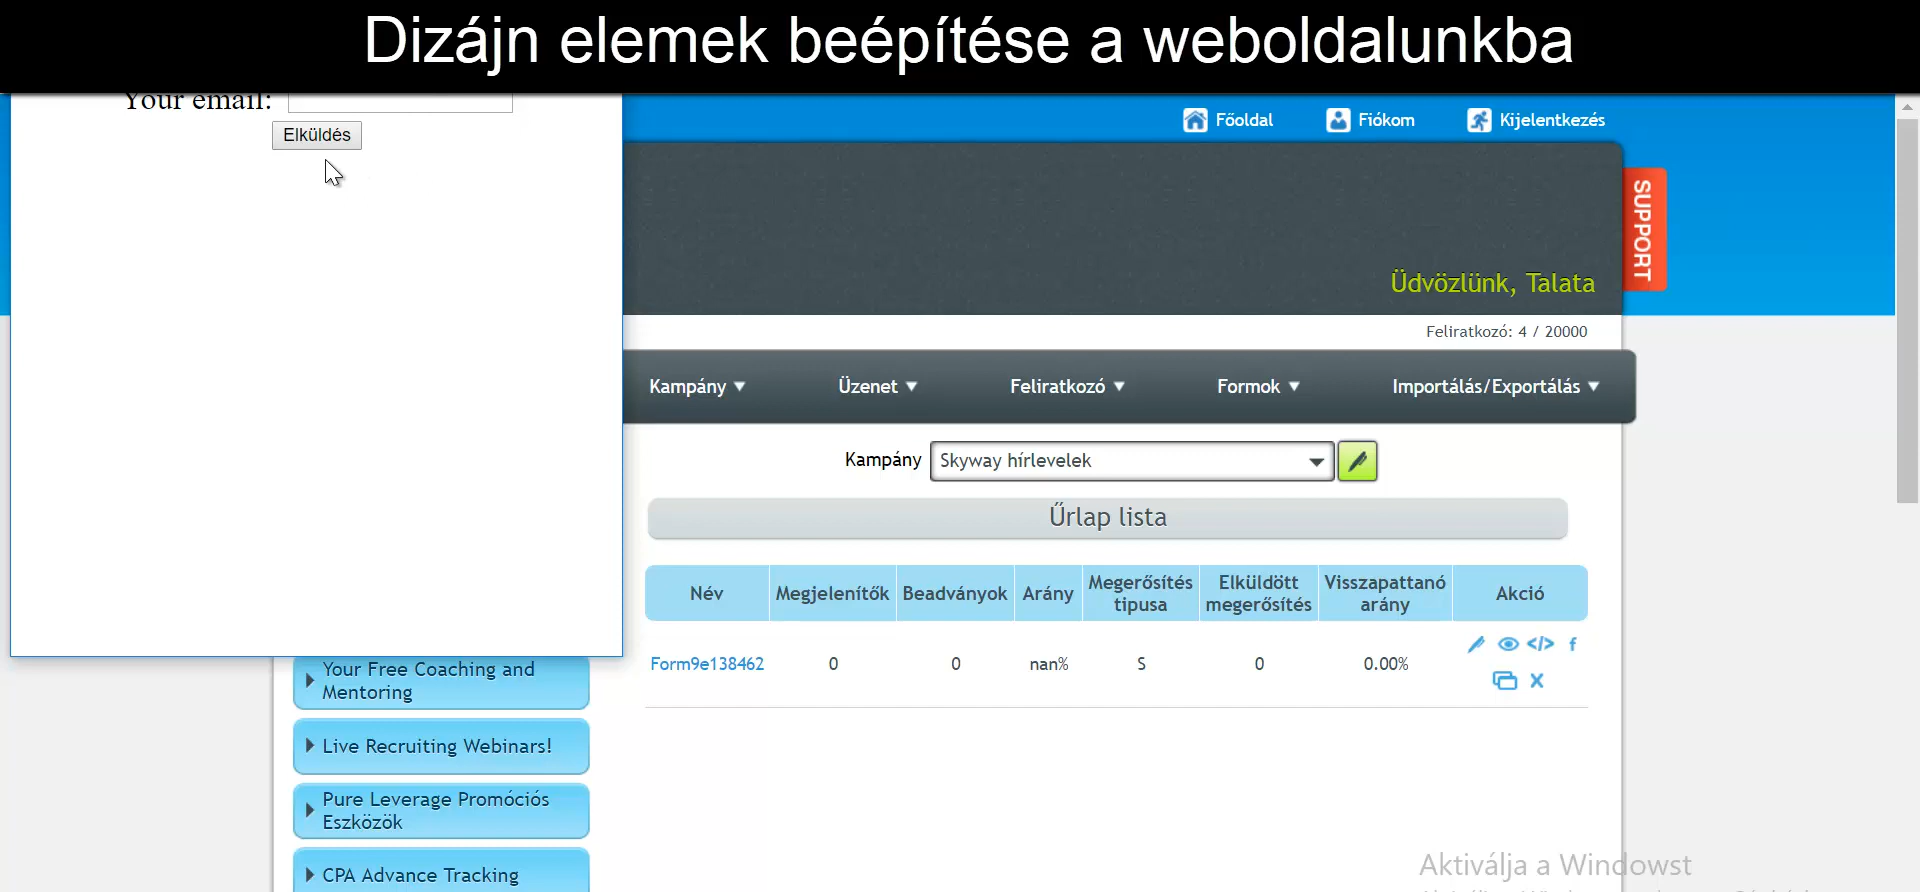 Dizájn elemek beépítése a weboldalunkba
Your email:
Elküldés
Főoldal
Fiókom
Kijelentkezés
SUPPORT
Üdvözlünk, Talata
Feliratkozó: 4 / 20000
Kampány
Üzenet
Feliratkozó
Formok
Importálás/Exportálás
Kampány
Skyway hírlevelek
Űrlap lista
Név
Megjelenítők
Beadványok
Arány
Megerősítés
tipusa
Elküldött
megerősítés
Visszapattanó
arány
Akció
Form9e138462
0
0
nan%
S
0
0.00%
Your Free Coaching and
Mentoring
Live Recruiting Webinars!
Pure Leverage Promóciós
Eszközök
CPA Advance Tracking
Aktiválja a Windowst